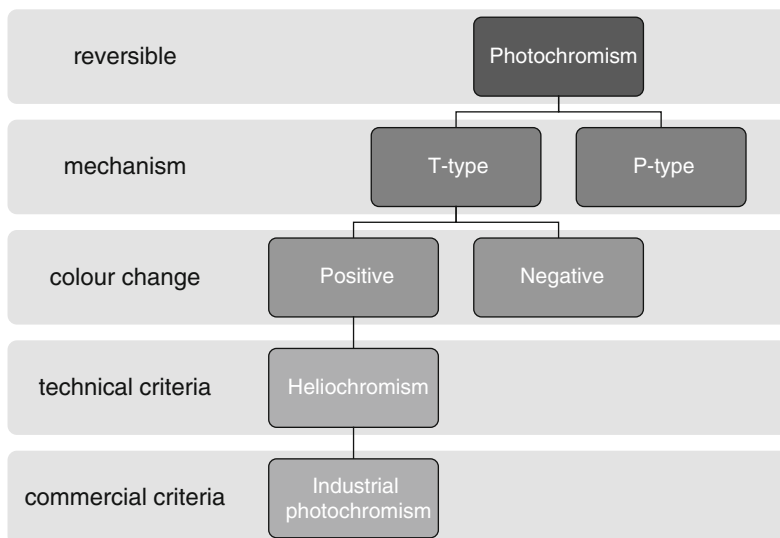 reversible
Photochromism
mechanism
T-type
P-type
colour change
Positive
Negative
technical criteria
Heliochromism
commercial criteria
Industrial
photochromism